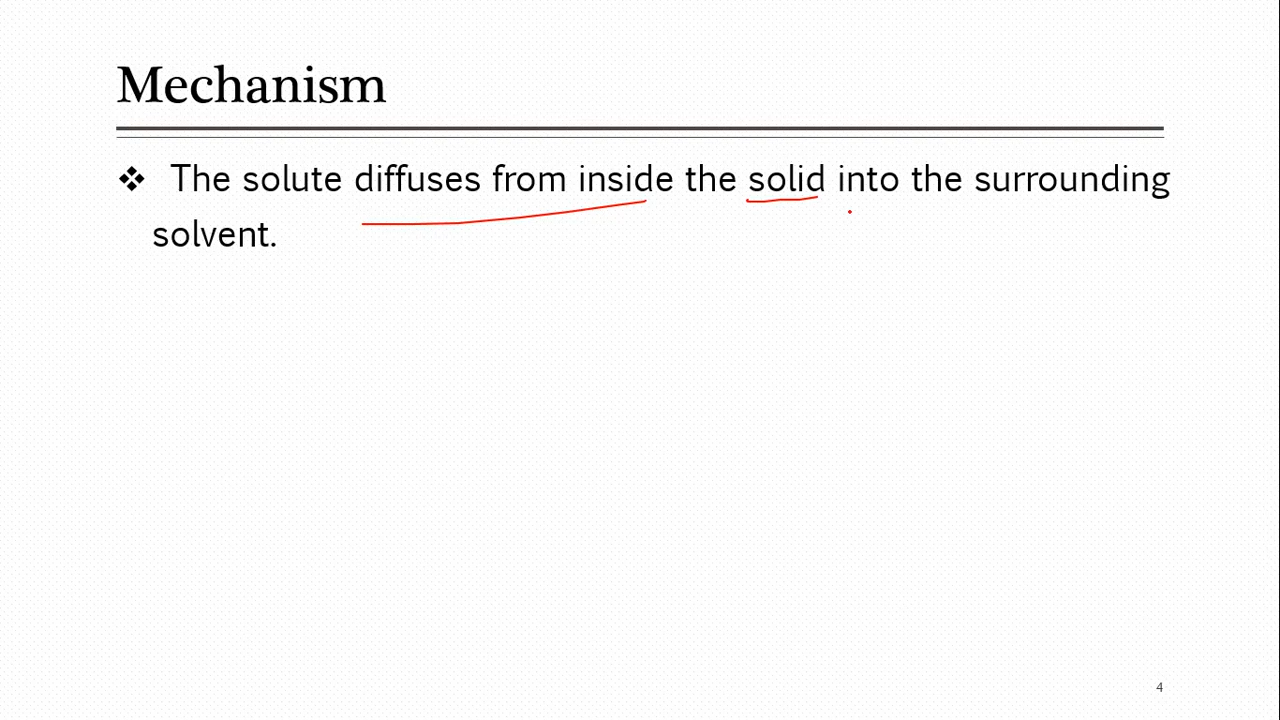 Mechanism
❖ The solute diffuses from inside the solid into the surrounding
solvent.
4